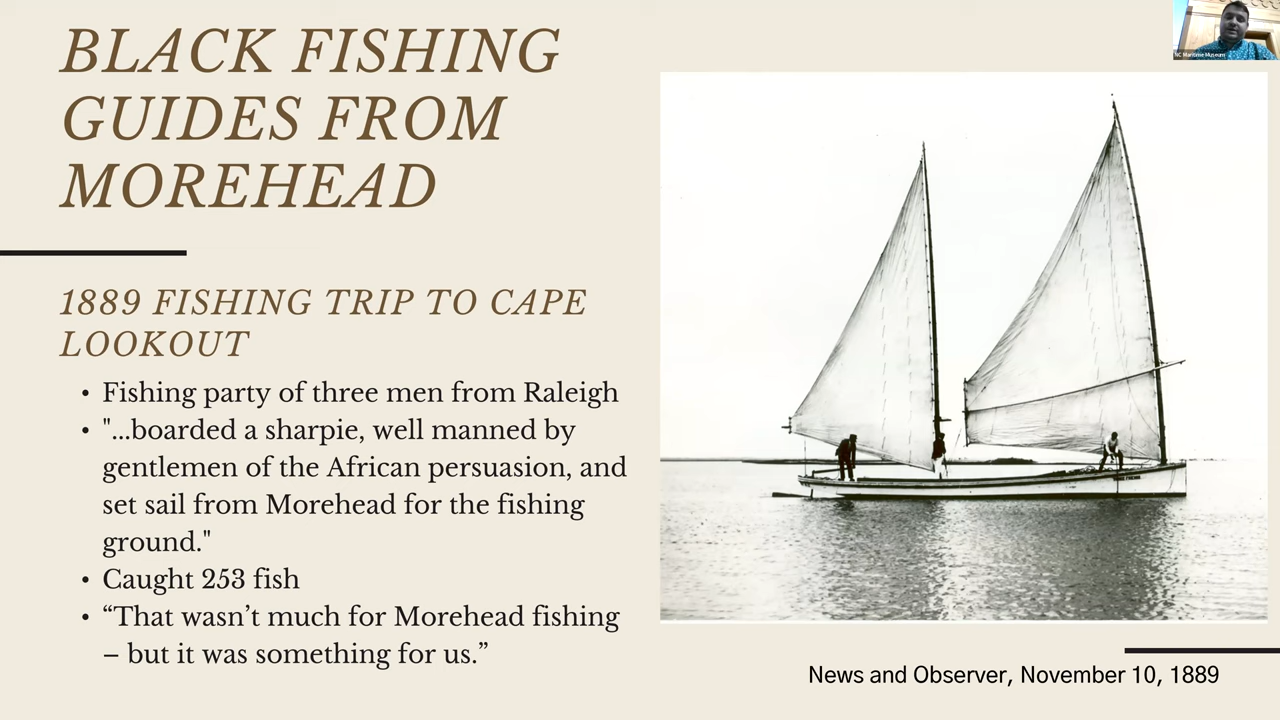 BLACK FISHING
GUIDES FROM
MOREHEAD
1889 FISHING TRIP TO CAPE
LOOKOUT
• Fishing party of three men from Raleigh
• "...boarded a sharpie, well manned by
gentlemen of the African persuasion, and
set sail from Morehead for the fishing
ground."
• Caught 253 fish
• “That wasn’t much for Morehead fishing
– but it was something for us.”
NC Maritime Museum
News and Observer, November 10, 1889